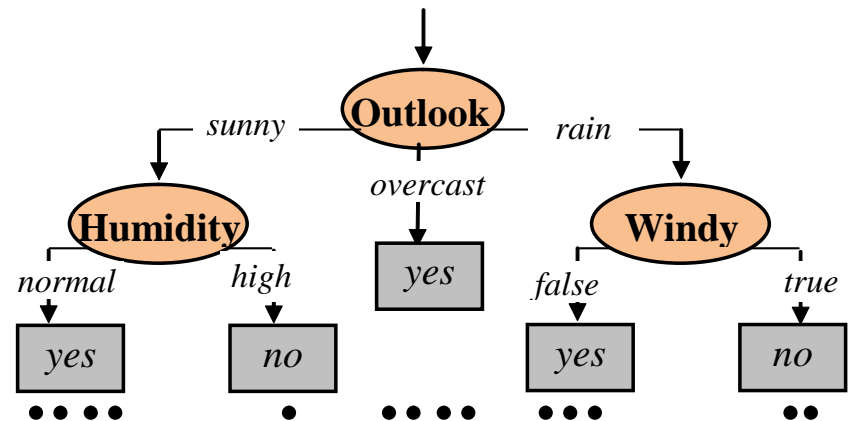 Outlook
sunny
rain
overcast
Humidity
Windy
normal
high
yes
false
true
yes
no
yes
no